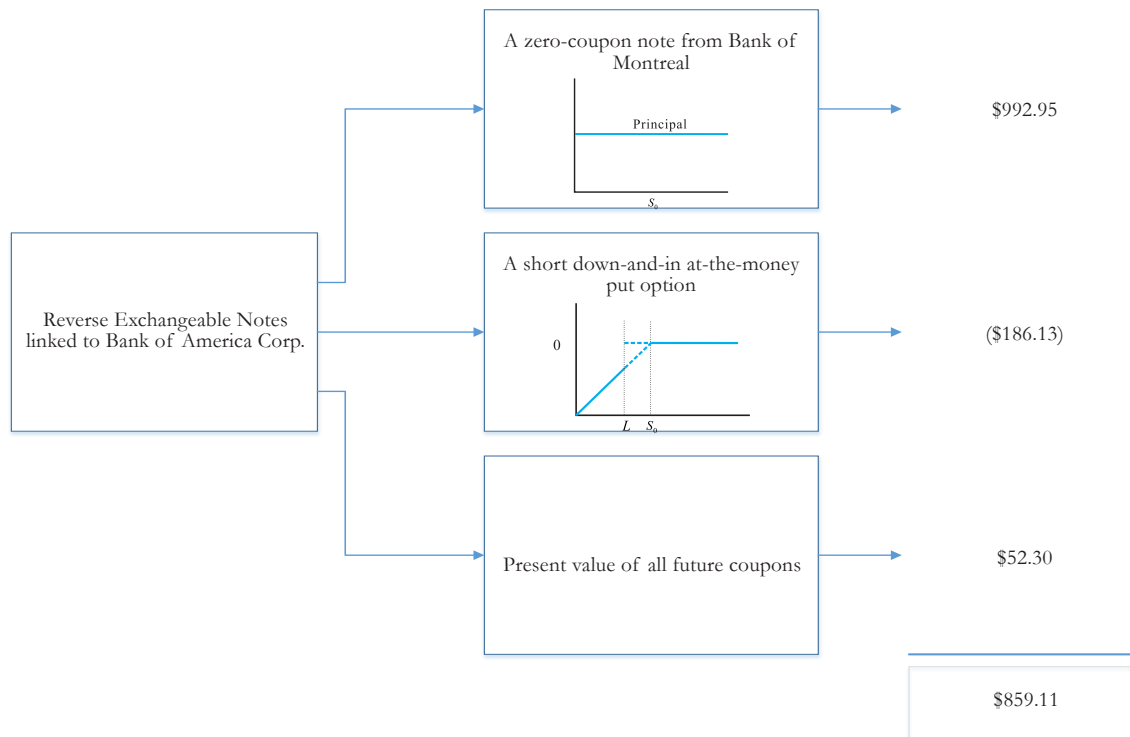 A zero-coupon note from Bank of
Montreal
Principal
S₀
$992.95
Reverse Exchangeable Notes
linked to Bank of America Corp.
A short down-and-in at-the-money
put option
0
L S₀
($186.13)
Present value of all future coupons
$52.30
$859.11